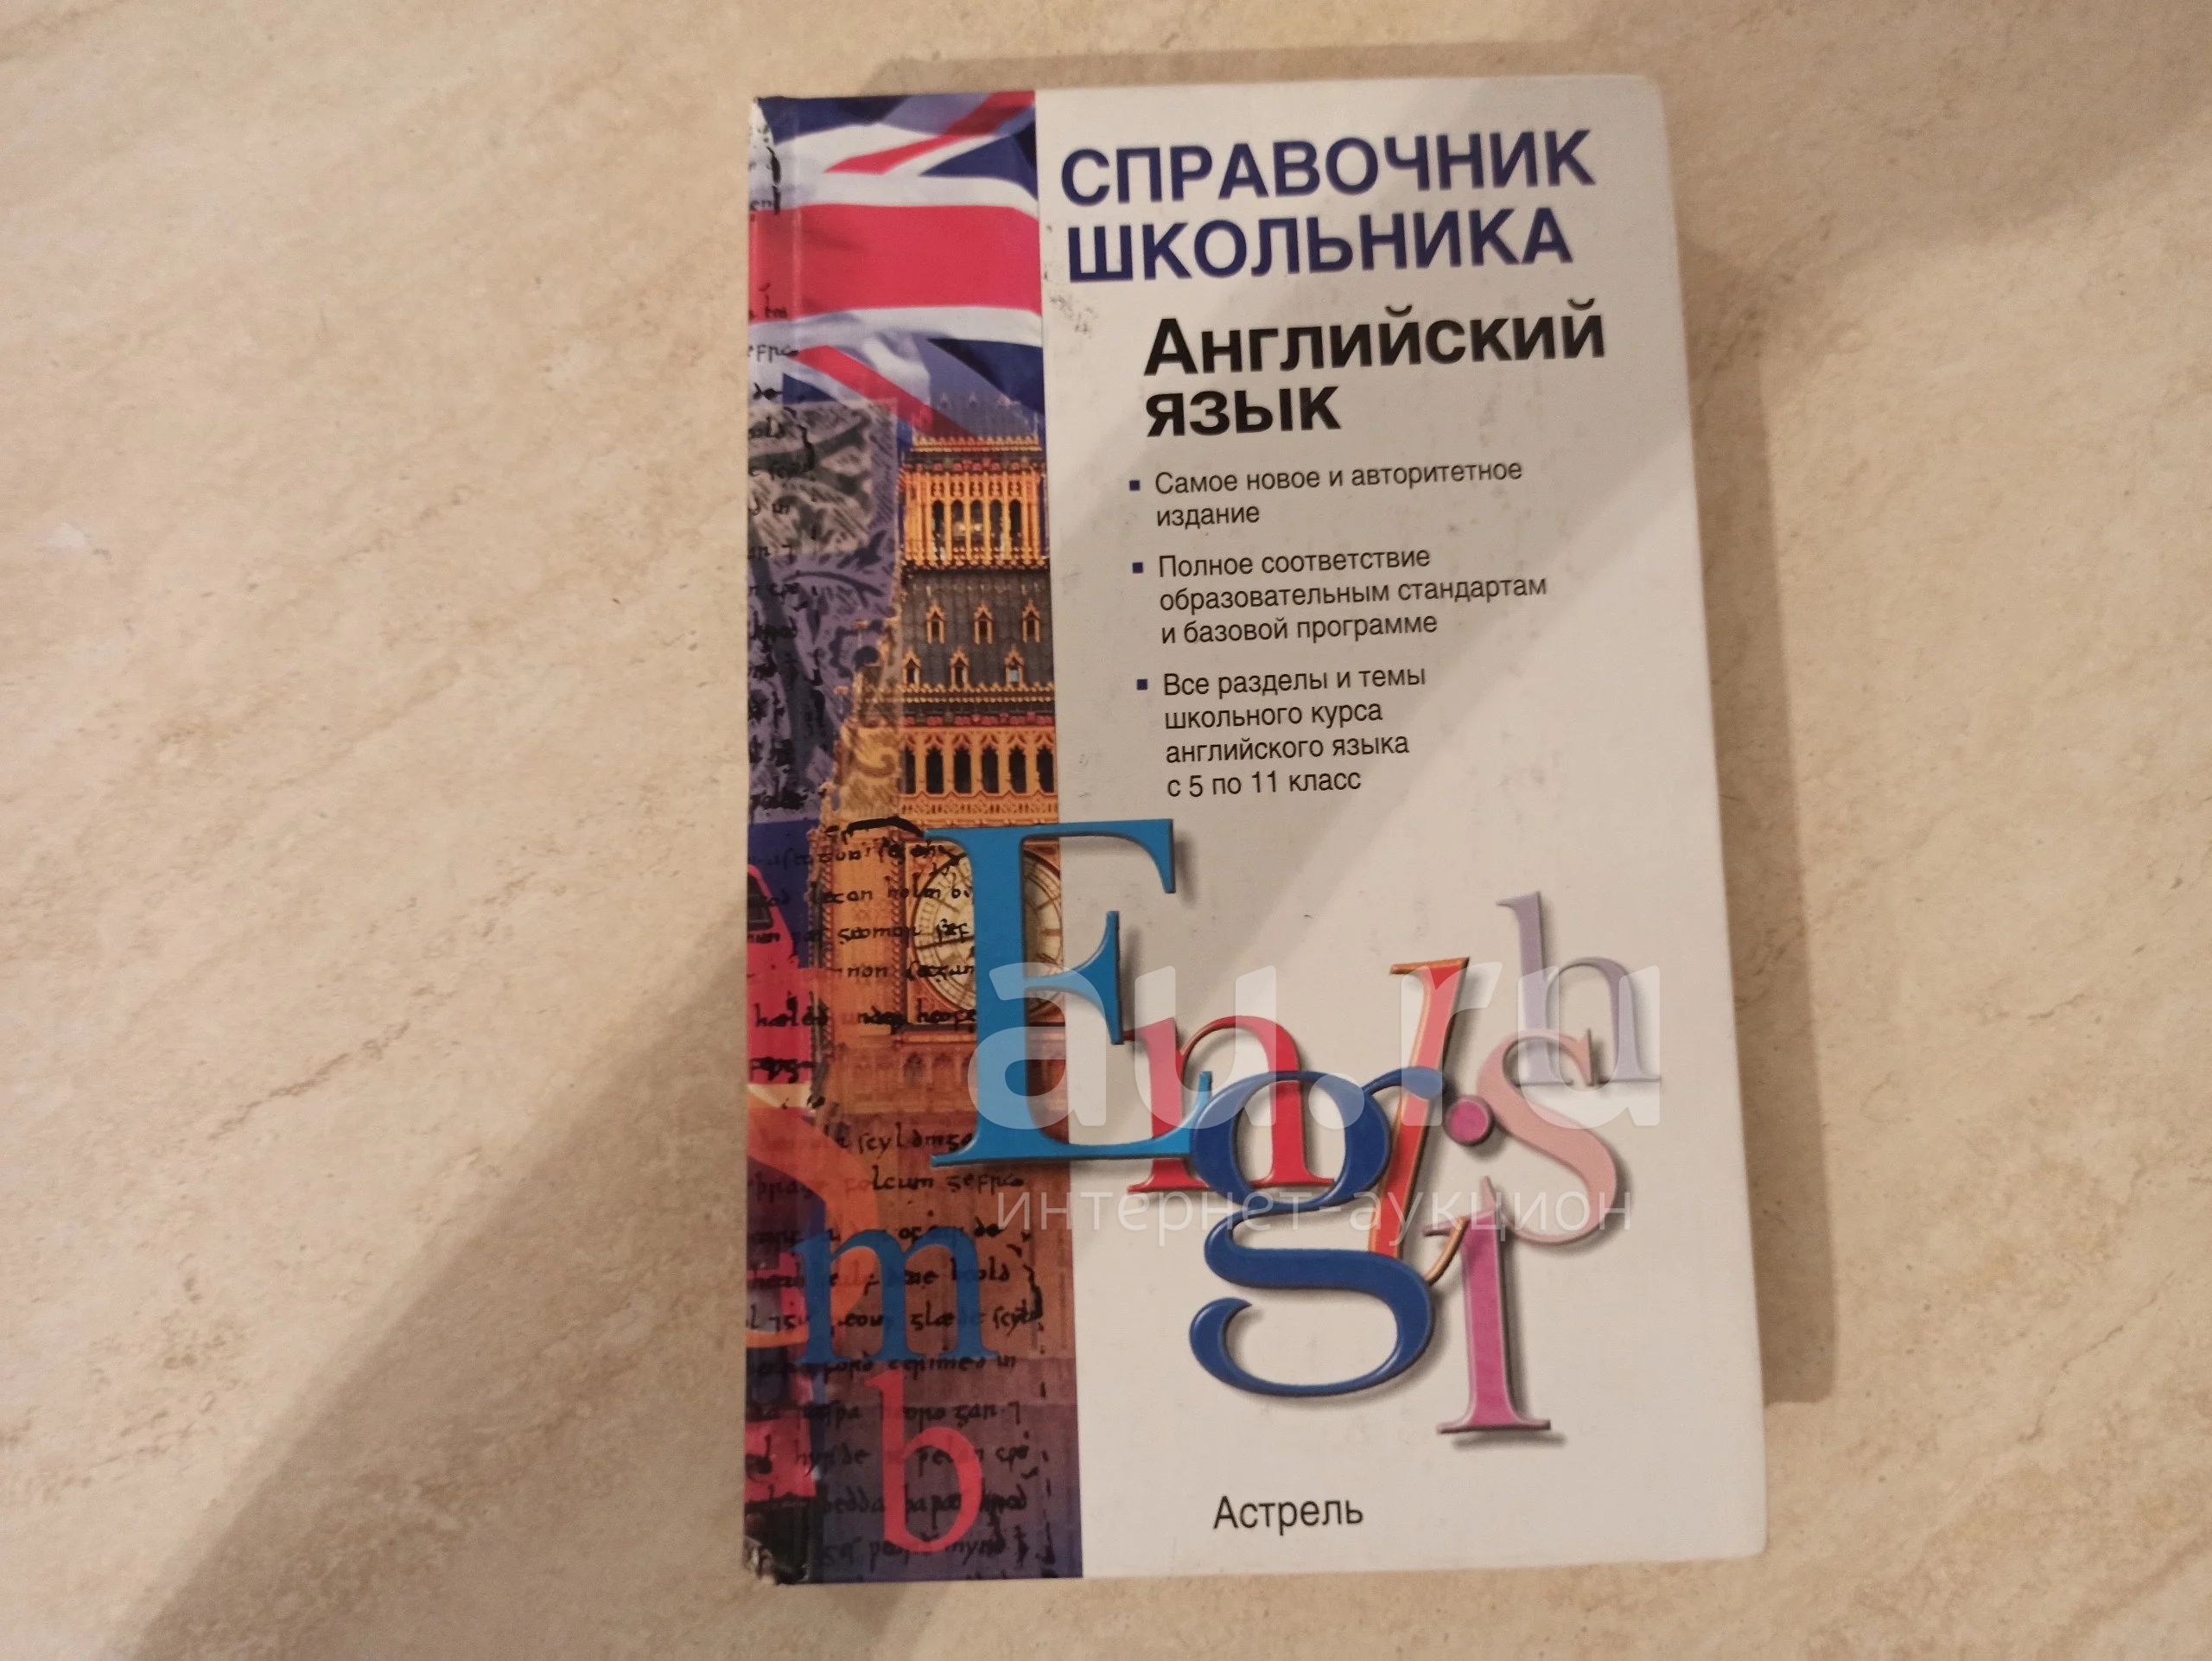 СПРАВОЧНИК
ШКОЛЬНИКА
Английский
язык
▪ Самое новое и авторитетное
издание
▪ Полное соответствие
образовательным стандартам
и базовой программе
▪ Все разделы и темы
школьного курса
английского языка
с 5 по 11 класс
English
au.ru
интернет-аукцион
m
b
Астрель